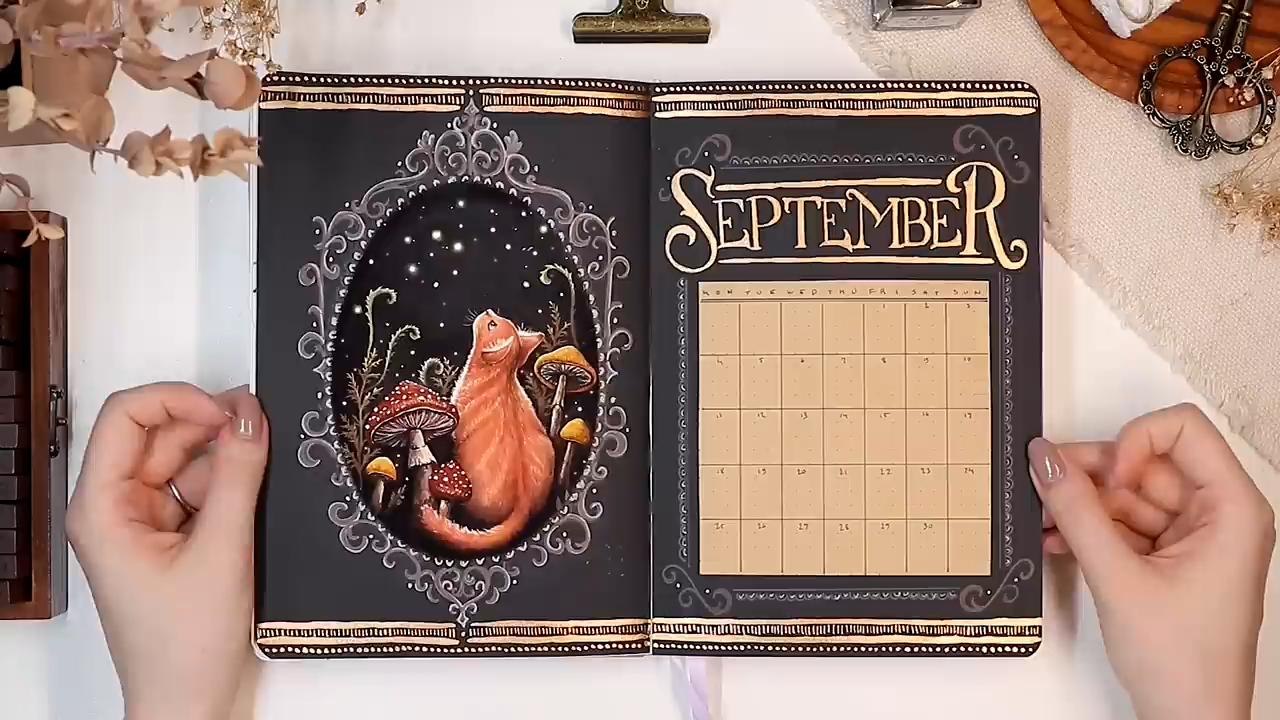 SEPTEMBER
MON TUE WED THU FRI SAT SUN
1 2 3
4 5 6 7 8 9 10
11 12 13 14 15 16 17
18 19 20 21 22 23 24
25 26 27 28 29 30